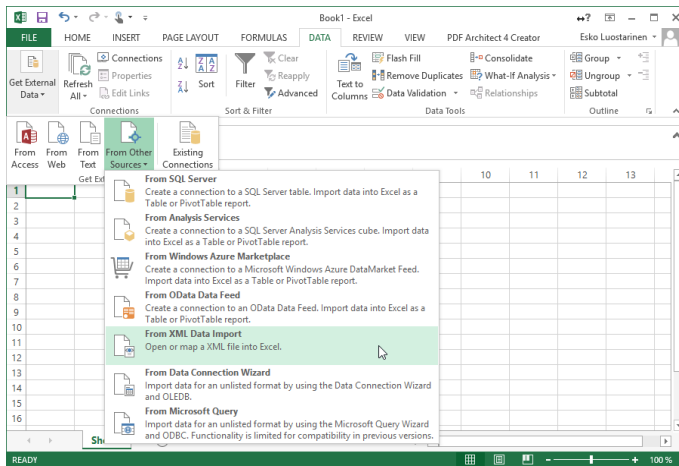 Book1 - Excel
FILE HOME INSERT PAGE LAYOUT FORMULAS DATA REVIEW VIEW PDF Architect 4 Creator Esko Luostarinen
Get External Data
Refresh All
Connections
Properties
Edit Links
Connections
Sort
Filter
Clear
Reapply
Advanced
Sort & Filter
Text to Columns
Flash Fill
Remove Duplicates
Data Validation
Consolidate
What-If Analysis
Relationships
Data Tools
Group
Ungroup
Subtotal
Outline
From Access
From Web
From Text
From Other Sources
Existing Connections
Get Ext
10 11 12 13
From SQL Server
Create a connection to a SQL Server table. Import data into Excel as a
Table or PivotTable report.
From Analysis Services
Create a connection to a SQL Server Analysis Services cube. Import data
into Excel as a Table or PivotTable report.
From Windows Azure Marketplace
Create a connection to a Microsoft Windows Azure DataMarket Feed.
Import data into Excel as a Table or PivotTable report.
From OData Data Feed
Create a connection to an OData Data Feed. Import data into Excel as a
Table or PivotTable report.
From XML Data Import
Open or map a XML file into Excel.
From Data Connection Wizard
Import data for an unlisted format by using the Data Connection Wizard
and OLEDB.
From Microsoft Query
Import data for an unlisted format by using the Microsoft Query Wizard
and ODBC. Functionality is limited for compatibility in previous versions.
1
2
3
4
5
6
7
8
9
10
11
12
13
14
15
16
She
READY
100 %